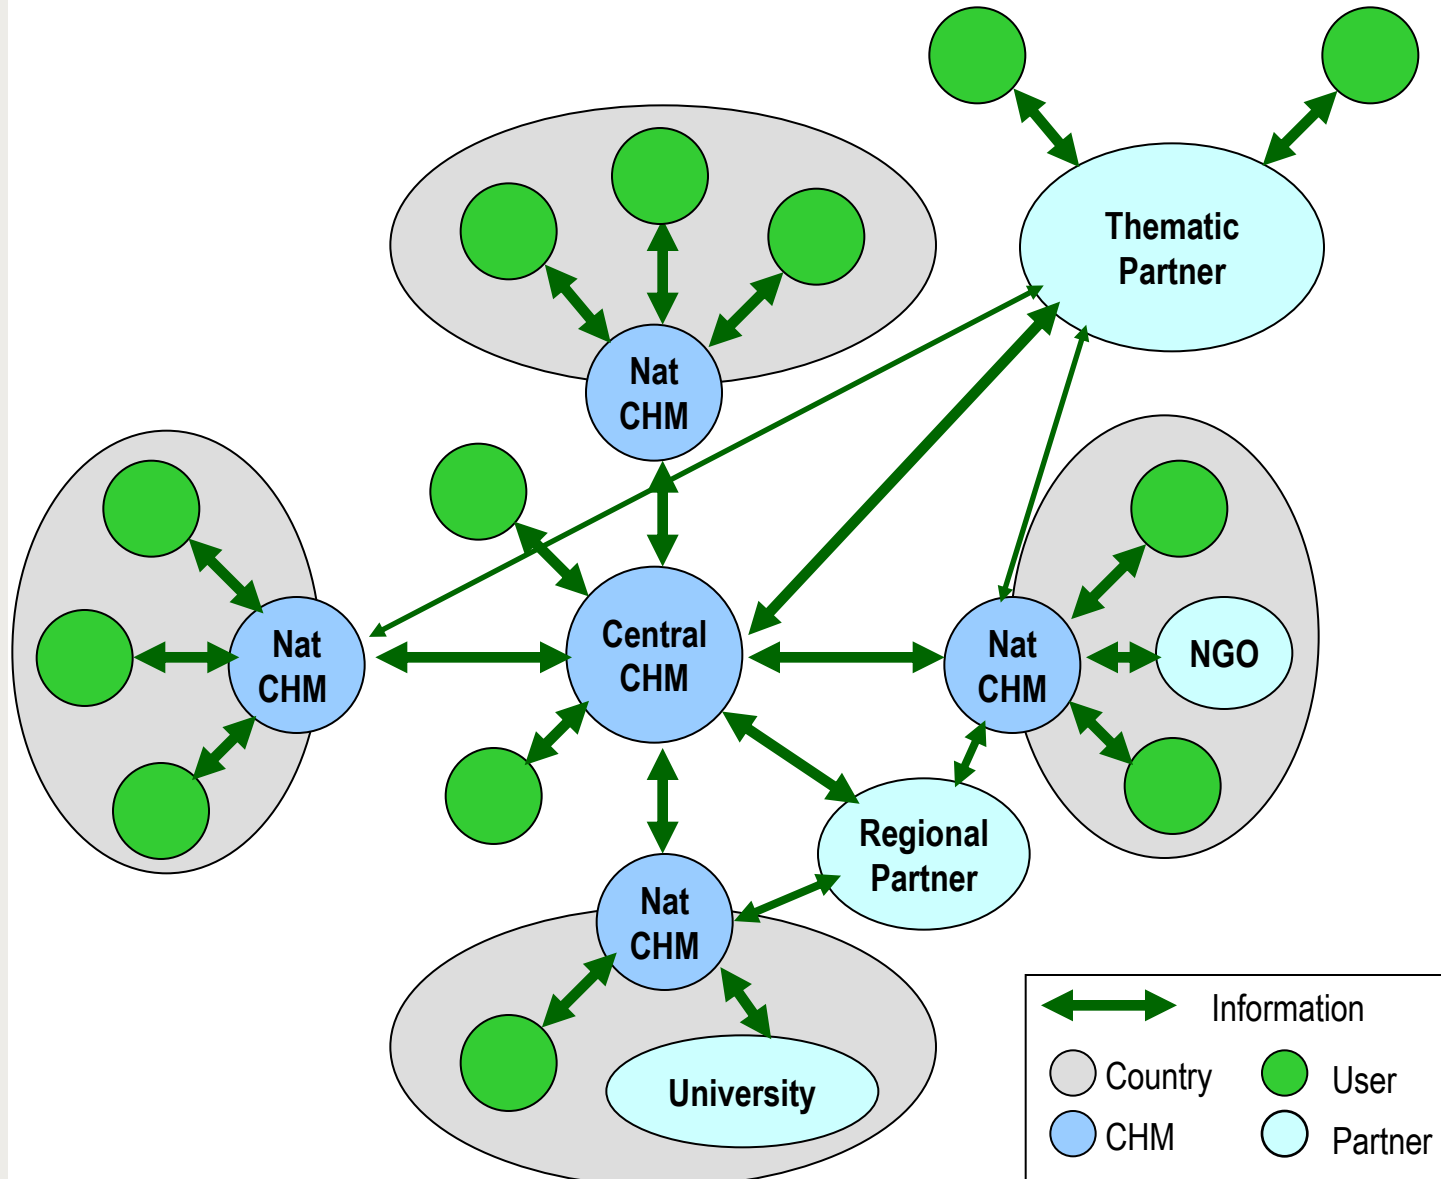 Thematic
Partner
Nat
CHM
Nat
CHM
Central
CHM
Nat
CHM
NGO
Regional
Partner
Nat
CHM
University
Information
Country
User
CHM
Partner